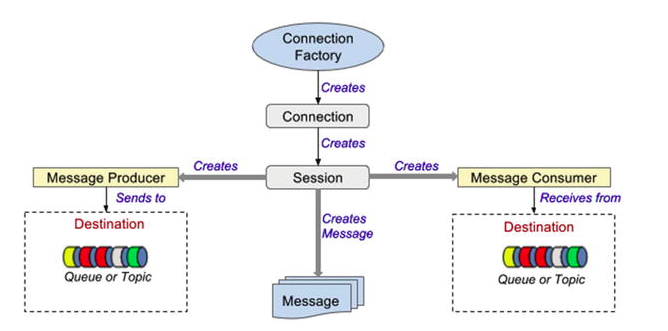 Connection
Factory
Creates
Connection
Creates
Creates
Creates
Message Producer
Session
Message Consumer
Sends to
Creates
Message
Receives from
Destination
Queue or Topic
Destination
Queue or Topic
Message